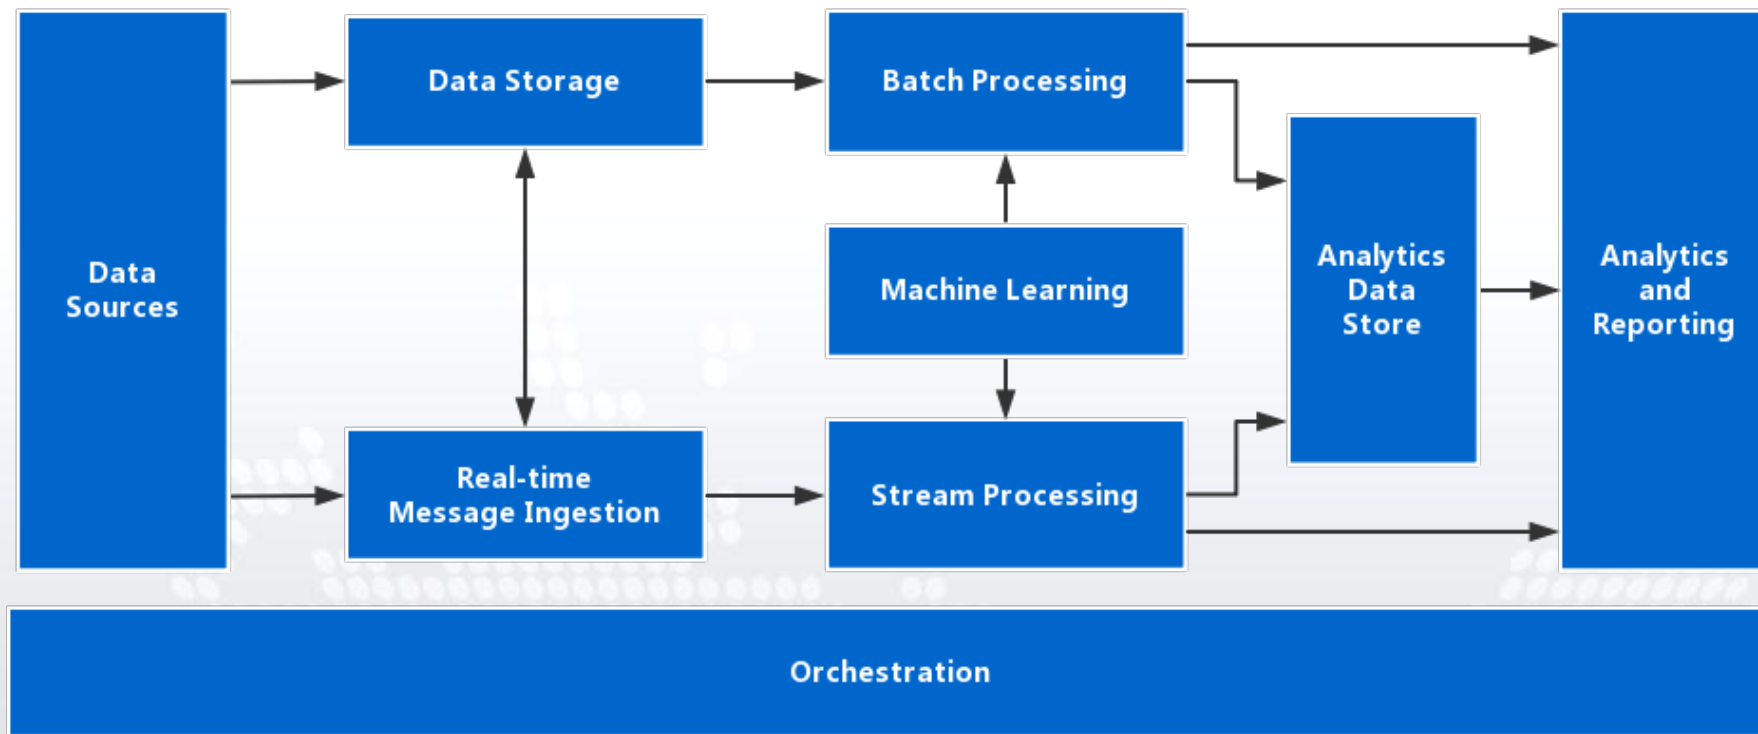 Data Storage
Batch Processing
Data
Sources
Machine Learning
Analytics
Data
Store
Analytics
and
Reporting
Real-time
Message Ingestion
Stream Processing
Orchestration